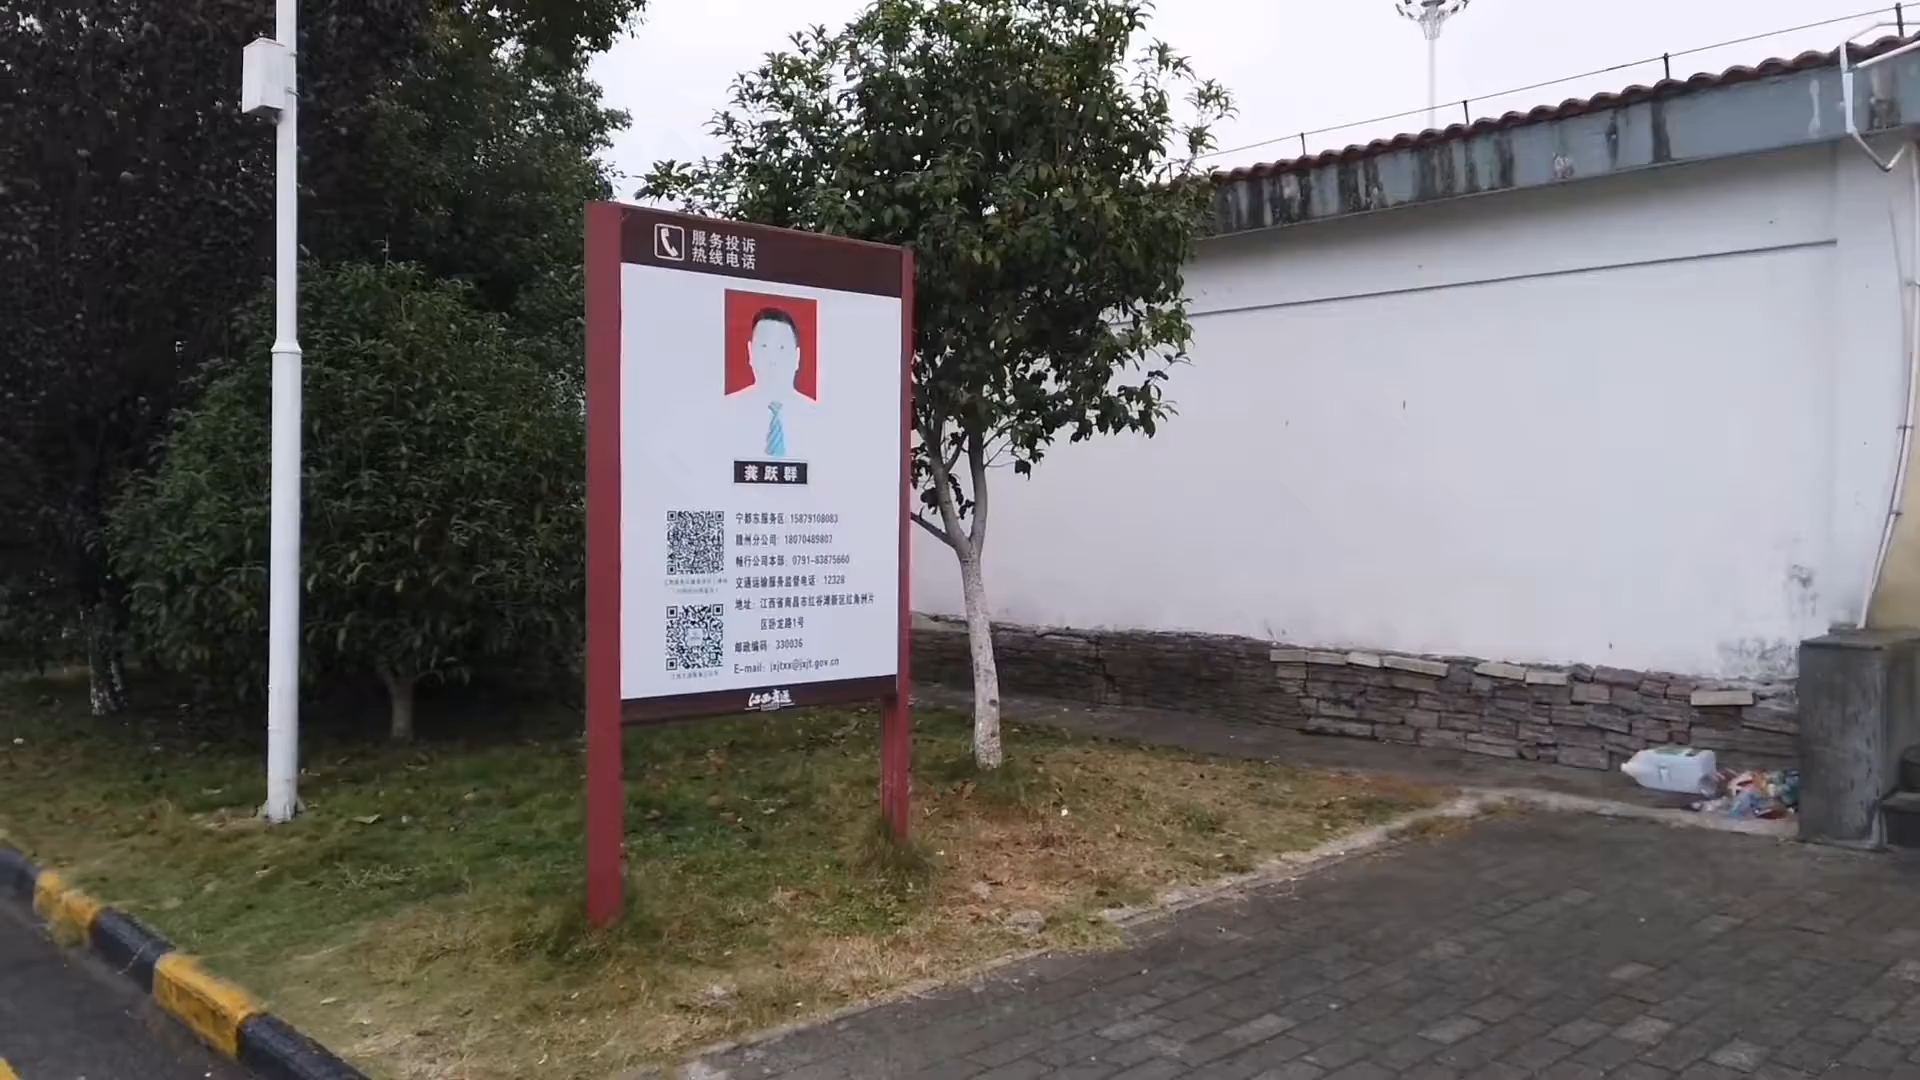 服务投诉
热线电话
龚跃群
宁都东服务区: 15879108083
赣州分公司: 18070489807
畅行公司本部: 0791-83875660
交通运输服务监督电话 12328
地址: 江西省南昌市红谷滩新区红角洲片
区卧龙路1号
邮政编码 330036
E-mail: jxjtxx@jxjt.gov.cn
江西交通